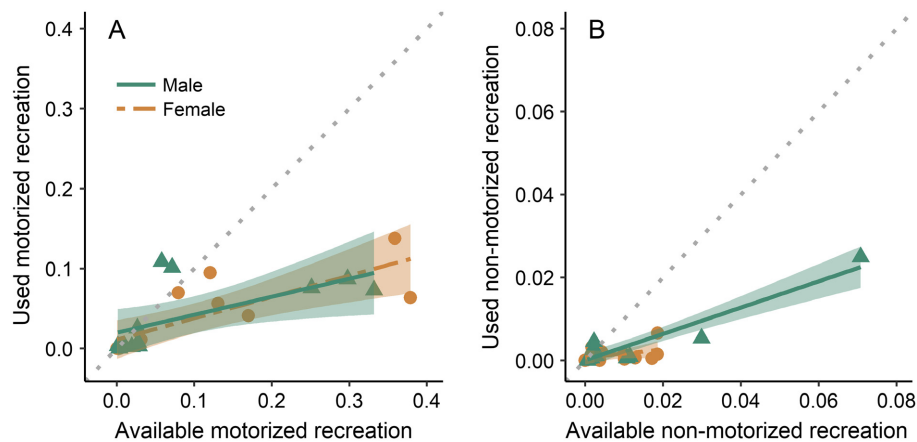 A
Used motorized recreation
0.4
0.3
0.2
0.1
0.0
Male
Female
0.0 0.1 0.2 0.3 0.4
Available motorized recreation
B
Used non-motorized recreation
0.08
0.06
0.04
0.02
0.00
0.00 0.02 0.04 0.06 0.08
Available non-motorized recreation